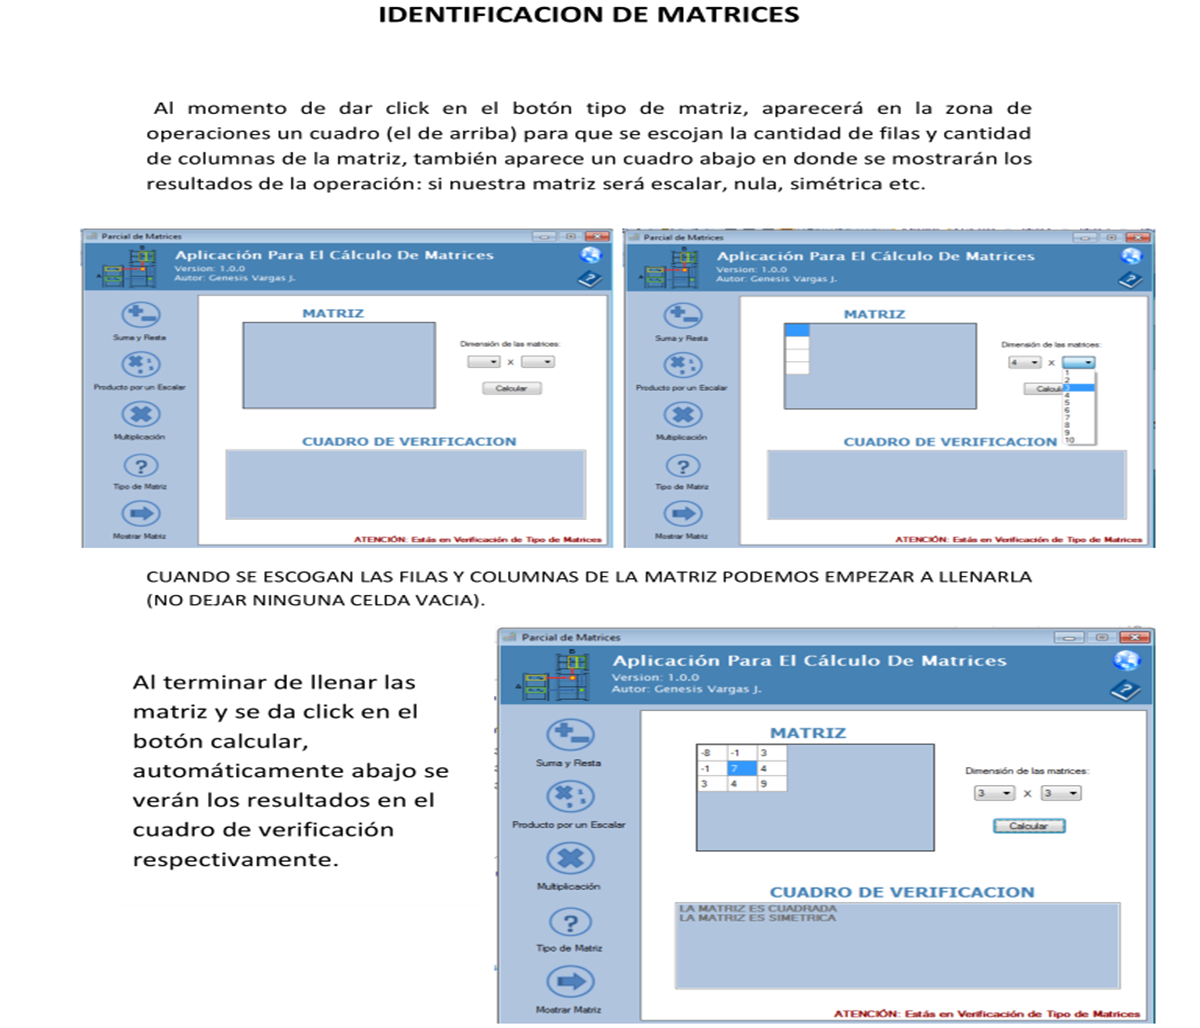 IDENTIFICACION DE MATRICES
Al momento de dar click en el botón tipo de matriz, aparecerá en la zona de
operaciones un cuadro (el de arriba) para que se escojan la cantidad de filas y cantidad
de columnas de la matriz, también aparece un cuadro abajo en donde se mostrarán los
resultados de la operación: si nuestra matriz será escalar, nula, simétrica etc.
Parcial de Matrices
Aplicación Para El Cálculo De Matrices
Version: 1.0.0
Autor: Genesis Vargas J.
Suma y Resta
Producto por un Escalar
Multiplicación
Tipo de Matriz
Mostrar Matriz
MATRIZ
Dimensión de las matrices:
X
Calcular
CUADRO DE VERIFICACION
ATENCIÓN: Estás en Verificación de Tipo de Matrices
Parcial de Matrices
Aplicación Para El Cálculo De Matrices
Version: 1.0.0
Autor: Genesis Vargas J.
Suma y Resta
Producto por un Escalar
Multiplicación
Tipo de Matriz
Mostrar Matriz
MATRIZ
Dimensión de las matrices:
4 X
1
2
3
4
5
6
7
8
9
10
CUADRO DE VERIFICACION
ATENCIÓN: Estás en Verificación de Tipo de Matrices
CUANDO SE ESCOGAN LAS FILAS Y COLUMNAS DE LA MATRIZ PODEMOS EMPEZAR A LLENARLA
(NO DEJAR NINGUNA CELDA VACIA).
Al terminar de llenar las
matriz y se da click en el
botón calcular,
automáticamente abajo se
verán los resultados en el
cuadro de verificación
respectivamente.
Parcial de Matrices
Aplicación Para El Cálculo De Matrices
Version: 1.0.0
Autor: Genesis Vargas J.
Suma y Resta
Producto por un Escalar
Multiplicación
Tipo de Matriz
Mostrar Matriz
MATRIZ
-8 -1 3
-1 7 4
3 4 9
Dimensión de las matrices:
3 X 3
Calcular
CUADRO DE VERIFICACION
LA MATRIZ ES CUADRADA
LA MATRIZ ES SIMETRICA
ATENCIÓN: Estás en Verificación de Tipo de Matrices